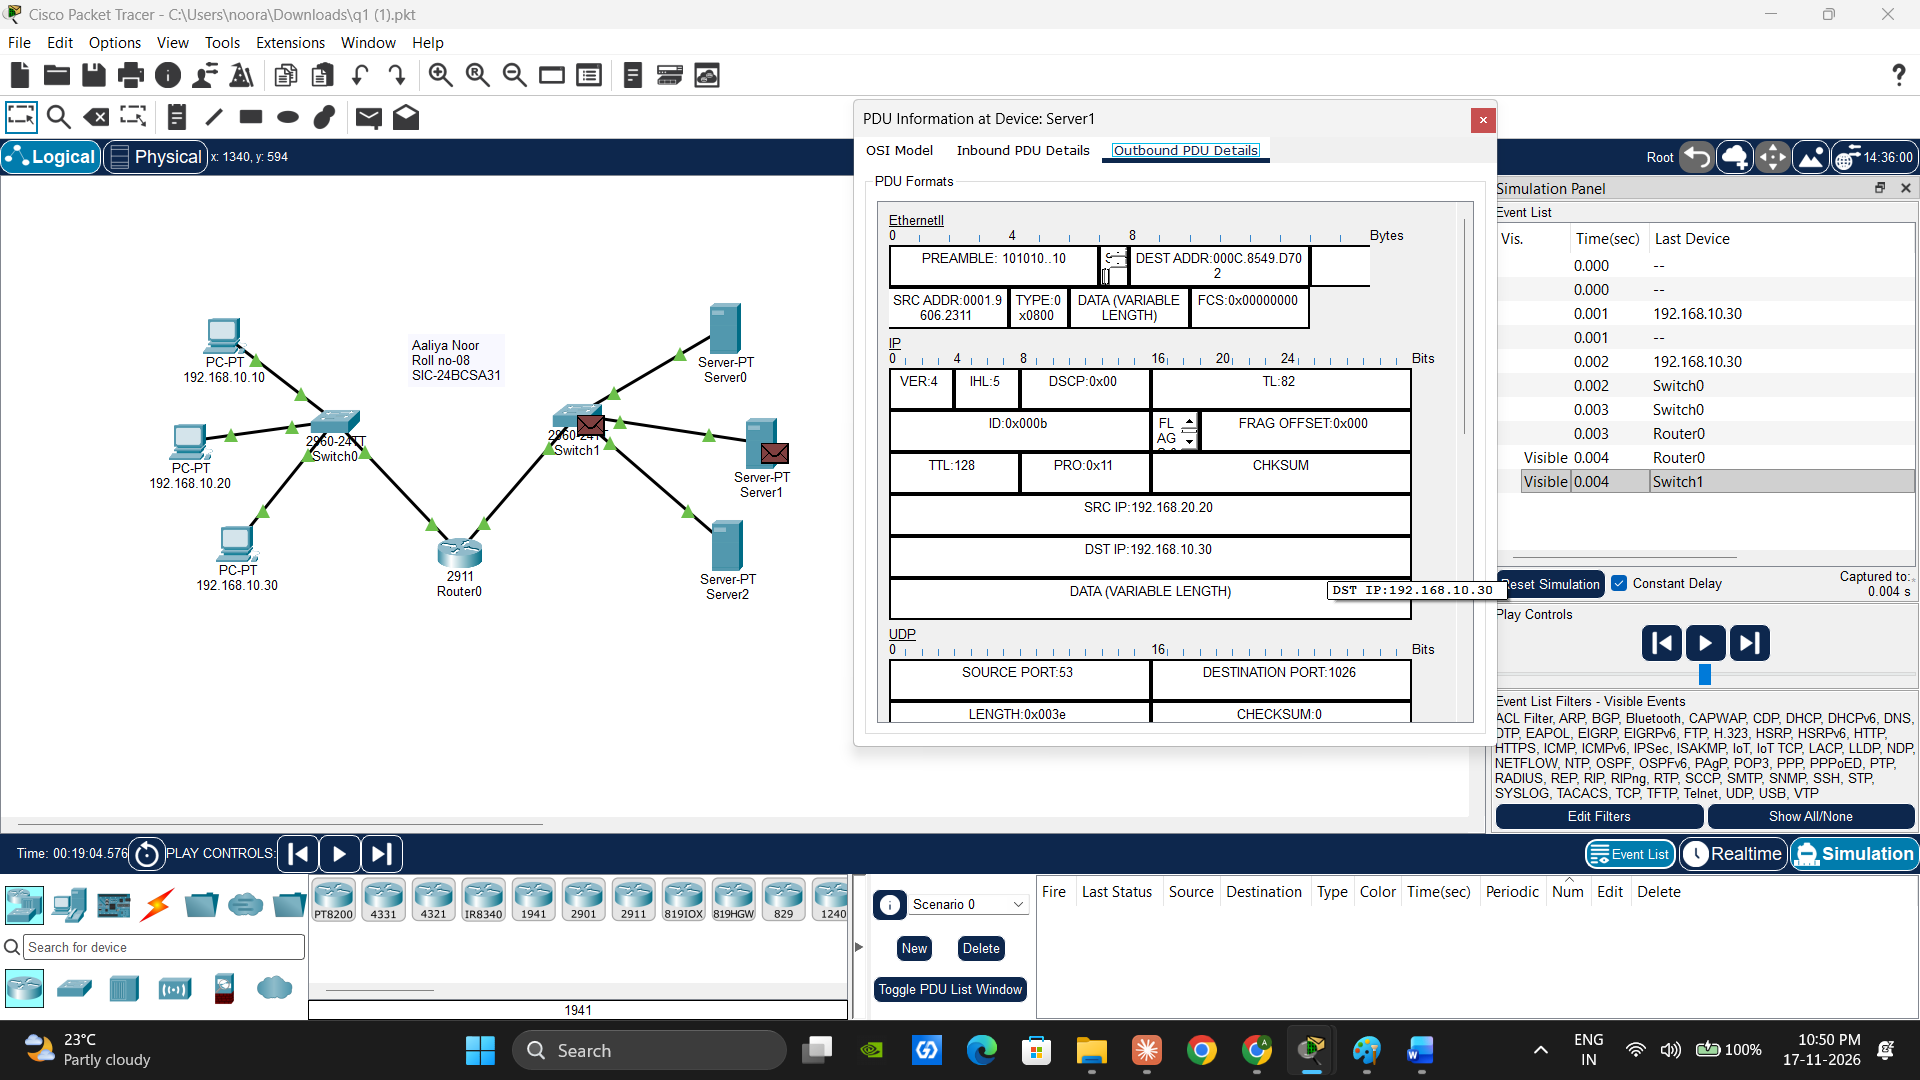 Cisco Packet Tracer - C:\Users\noora\Downloads\q1 (1).pkt
File Edit Options View Tools Extensions Window Help
Logical Physical x: 1340, y: 594
Root 14:36:00
PC-PT
192.168.10.10
PC-PT
192.168.10.20
PC-PT
192.168.10.30
Aaliya Noor
Roll no-08
SIC-24BCSA31
2960-24TT
Switch0
2960-24TT
Switch1
2911
Router0
Server-PT
Server0
Server-PT
Server1
Server-PT
Server2
PDU Information at Device: Server1
OSI Model Inbound PDU Details Outbound PDU Details
PDU Formats
EthernetII
0 4 8 Bytes
PREAMBLE: 101010..10
DEST ADDR:000C.8549.D70
2
SRC ADDR:0001.9
606.2311
TYPE:0
x0800
DATA (VARIABLE
LENGTH)
FCS:0x00000000
IP
0 4 8 16 20 24 Bits
VER:4 IHL:5 DSCP:0x00 TL:82
ID:0x000b FL
AG FRAG OFFSET:0x000
TTL:128 PRO:0x11 CHKSUM
SRC IP:192.168.20.20
DST IP:192.168.10.30
DATA (VARIABLE LENGTH)
DST IP:192.168.10.30
UDP
0 16 Bits
SOURCE PORT:53 DESTINATION PORT:1026
LENGTH:0x003e CHECKSUM:0
Simulation Panel
Event List
Vis. Time(sec) Last Device
0.000 --
0.000 --
0.001 192.168.10.30
0.001 --
0.002 192.168.10.30
0.002 Switch0
0.003 Switch0
0.003 Router0
Visible 0.004 Router0
Visible 0.004 Switch1
Reset Simulation Constant Delay Captured to:
0.004 s
Play Controls
Event List Filters - Visible Events
ACL Filter, ARP, BGP, Bluetooth, CAPWAP, CDP, DHCP, DHCPv6, DNS,
DTP, EAPOL, EIGRP, EIGRPv6, FTP, H.323, HSRP, HSRPv6, HTTP,
HTTPS, ICMP, ICMPv6, IPSec, ISAKMP, IoT, IoT TCP, LACP, LLDP, NDP,
NETFLOW, NTP, OSPF, OSPFv6, PAgP, POP3, PPP, PPPoED, PTP,
RADIUS, REP, RIP, RIPng, RTP, SCCP, SMTP, SNMP, SSH, STP,
SYSLOG, TACACS, TCP, TFTP, Telnet, UDP, USB, VTP
Edit Filters Show All/None
Time: 00:19:04.576 PLAY CONTROLS:
Event List Realtime Simulation
PT8200 4331 4321 IR8340 1941 2901 2911 819IOX 819HGW 829 1240
Search for device
1941
Scenario 0
New Delete
Toggle PDU List Window
Fire Last Status Source Destination Type Color Time(sec) Periodic Num Edit Delete
23°C
Partly cloudy
Search
ENG
IN
100%
10:50 PM
17-11-2026